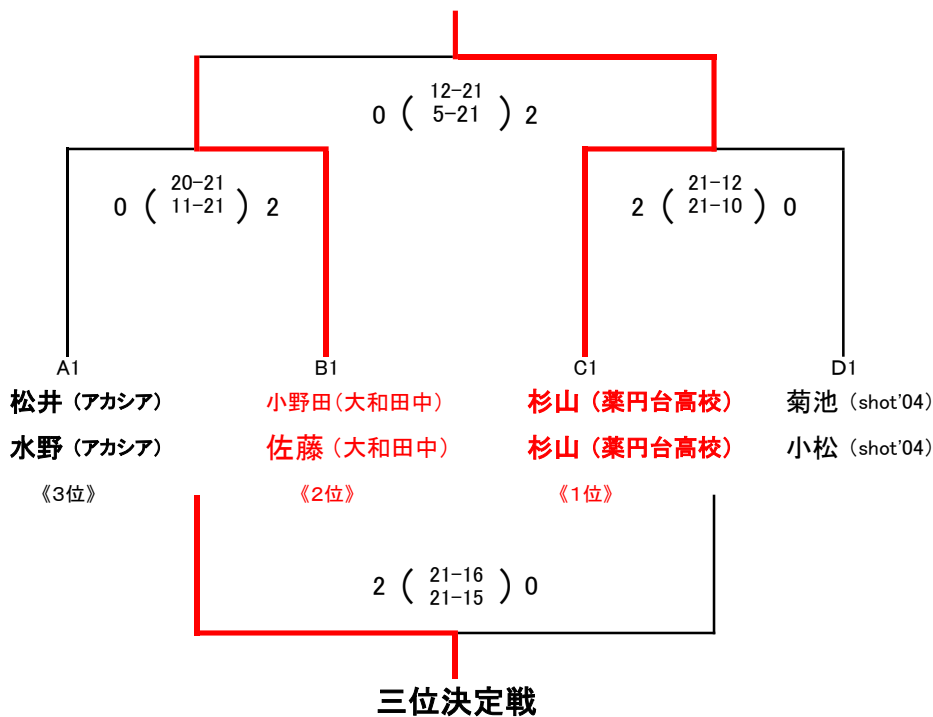 0 ( 12-21 5-21 ) 2
0 ( 20-21 11-21 ) 2
2 ( 21-12 21-10 ) 0
A1 B1 C1 D1
松井（アカシア） 小野田（大和田中） 杉山（薬円台高校） 菊池（shot'04）
水野（アカシア） 佐藤（大和田中） 杉山（薬円台高校） 小松（shot'04）
《3位》 《2位》 《1位》
2 ( 21-16 21-15 ) 0
三位決定戦